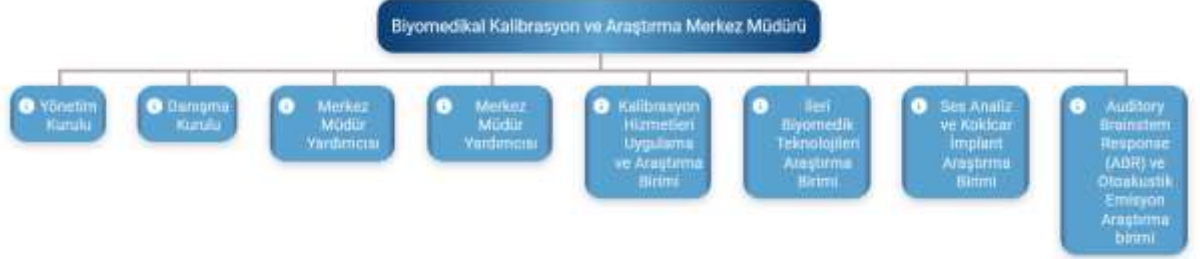 Biyomedikal Kalibrasyon ve Araştırma Merkez Müdürü
Yönetim
Kurulu
Danışma
Kurulu
Merkez
Müdür
Yardımcısı
Merkez
Müdür
Yardımcısı
Kalibrasyon
Hizmetleri
Uygulama
ve Araştırma
Birimi
İleri
Biyomedik
Teknolojileri
Araştırma
Birimi
Ses Analiz
ve Koklear
İmplant
Araştırma
Birimi
Auditory
Brainstem
Response
(ABR) ve
Otoakustik
Emisyon
Araştırma
birimi